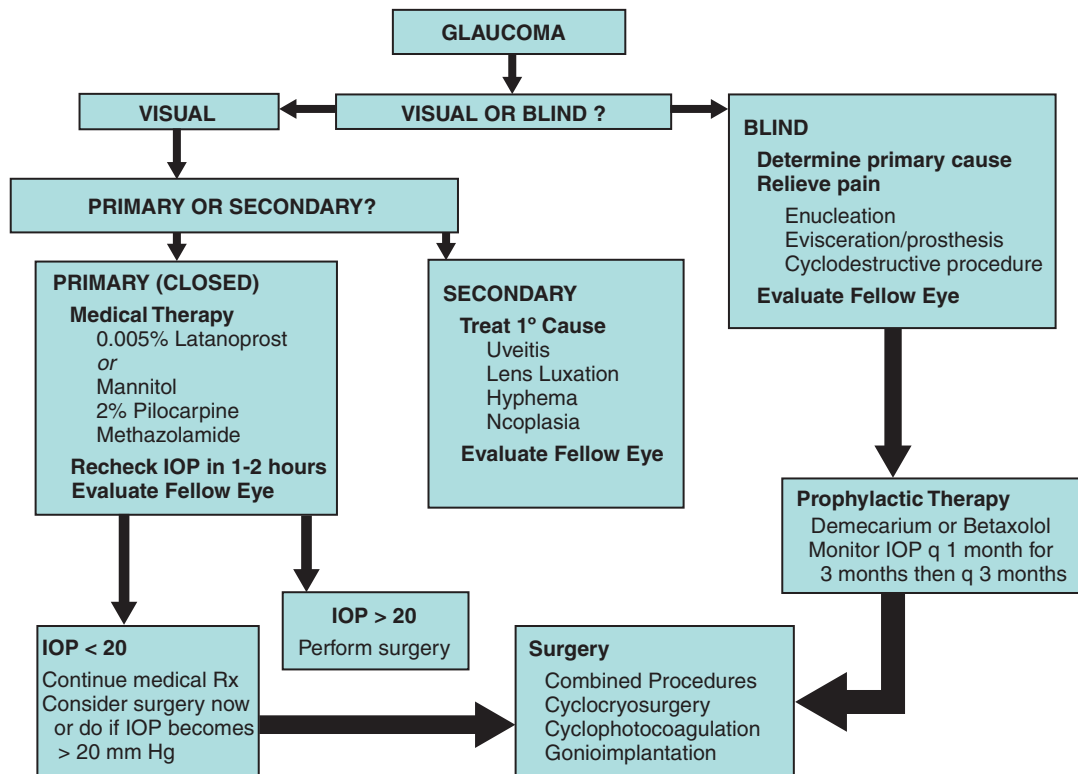 GLAUCOMA
VISUAL
VISUAL OR BLIND ?
BLIND
Determine primary cause
Relieve pain
Enucleation
Evisceration/prosthesis
Cyclodestructive procedure
Evaluate Fellow Eye
PRIMARY OR SECONDARY?
PRIMARY (CLOSED)
Medical Therapy
0.005% Latanoprost
or
Mannitol
2% Pilocarpine
Methazolamide
Recheck IOP in 1-2 hours
Evaluate Fellow Eye
SECONDARY
Treat 1° Cause
Uveitis
Lens Luxation
Hyphema
Ncoplasia
Evaluate Fellow Eye
Prophylactic Therapy
Demecarium or Betaxolol
Monitor IOP q 1 month for
3 months then q 3 months
IOP < 20
Continue medical Rx
Consider surgery now
or do if IOP becomes
> 20 mm Hg
IOP > 20
Perform surgery
Surgery
Combined Procedures
Cyclocryosurgery
Cyclophotocoagulation
Gonioimplantation